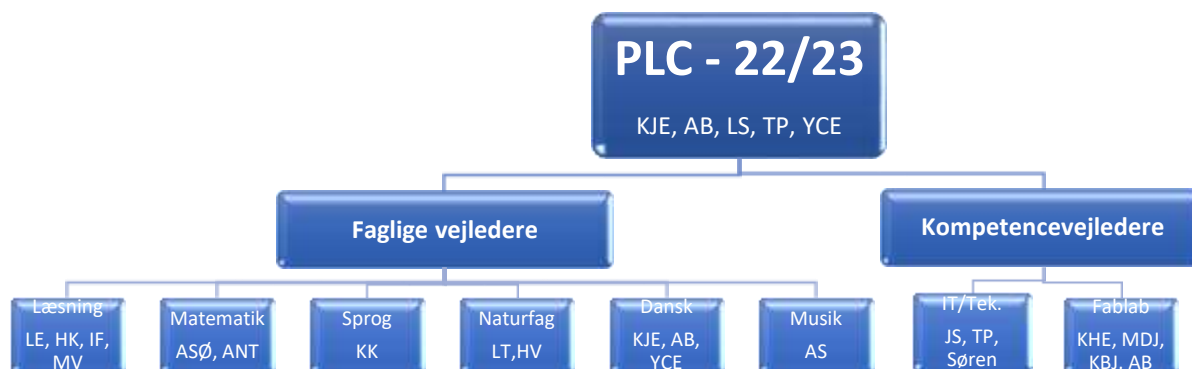 PLC - 22/23
KJE, AB, LS, TP, YCE
Faglige vejledere
Kompetencevejledere
Læsning
LE, HK, IF,
MV
Matematik
ASØ, ANT
Sprog
KK
Naturfag
LT,HV
Dansk
KJE, AB,
YCE
Musik
AS
IT/Tek.
JS, TP,
Søren
Fablab
KHE, MDJ,
KBJ, AB